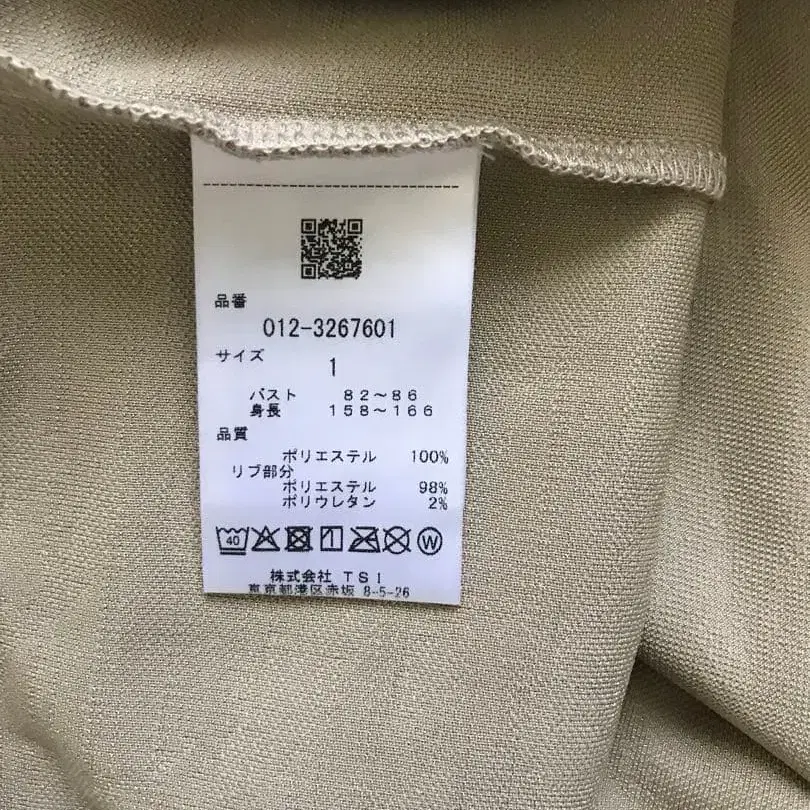 品番
012-3267601
サイズ
1
バスト 82～86
身長 158～166
品質
ポリエステル 100%
リブ部分
ポリエステル 98%
ポリウレタン 2%
40 W
株式会社 TSI
東京都港区赤坂 8-5-26